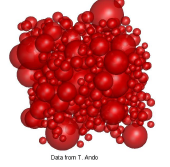 Data from T. Ando